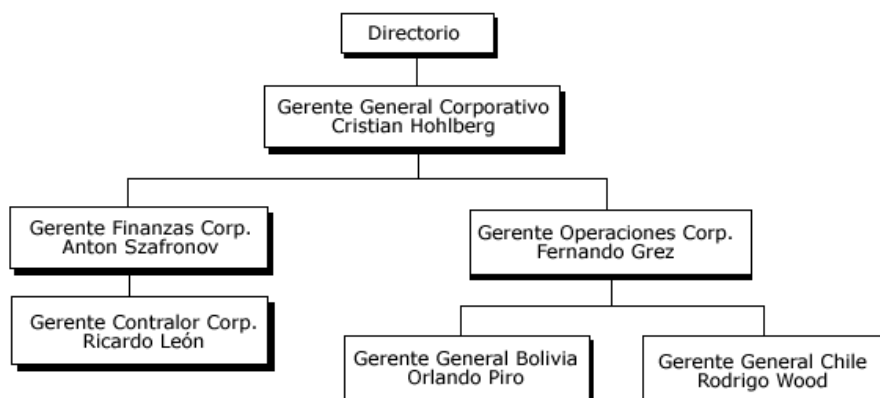 Directorio
Gerente General Corporativo
Cristian Hohlberg
Gerente Finanzas Corp.
Anton Szafronov
Gerente Operaciones Corp.
Fernando Grez
Gerente Contralor Corp.
Ricardo León
Gerente General Bolivia
Orlando Piro
Gerente General Chile
Rodrigo Wood